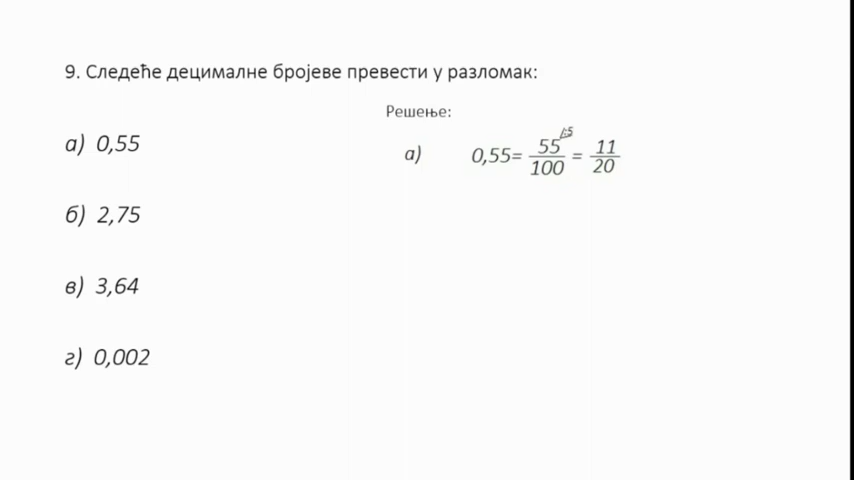 9. Следеће децималне бројеве превести у разломак:
Решење:
а) 0,55
а) 0,55= 55/100 /:5 = 11/20
б) 2,75
в) 3,64
г) 0,002